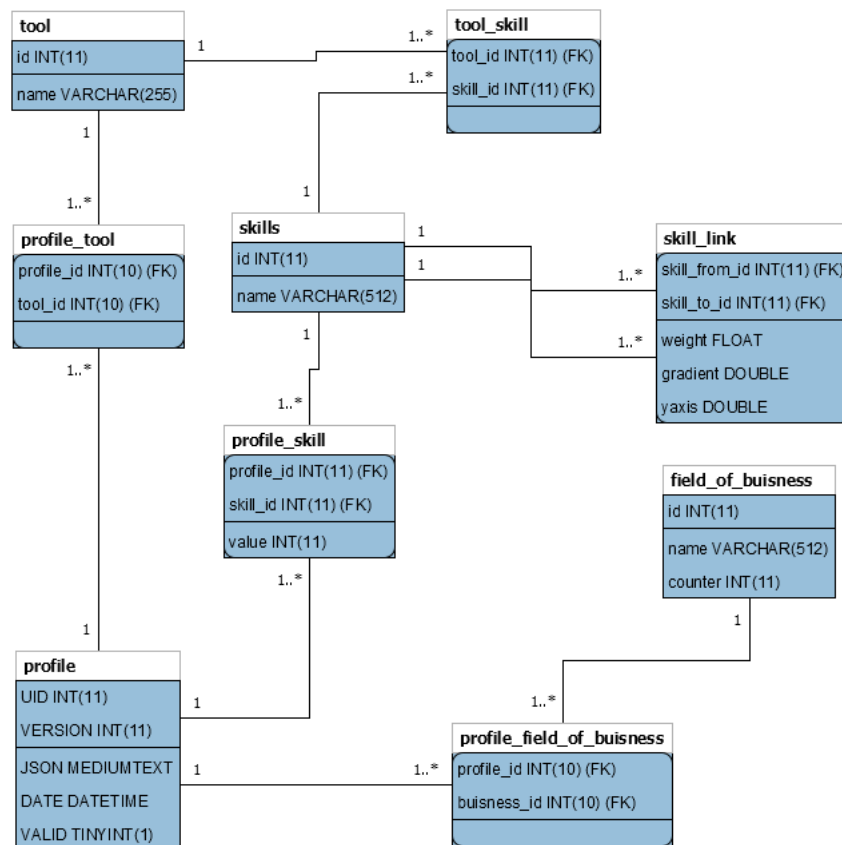 tool
id INT(11)
name VARCHAR(255)
1
1..*
tool_skill
tool_id INT(11) (FK)
skill_id INT(11) (FK)
1..*
1
1
1..*
profile_tool
profile_id INT(10) (FK)
tool_id INT(10) (FK)
1..*
skills
id INT(11)
name VARCHAR(512)
1
1
1..*
1..*
skill_link
skill_from_id INT(11) (FK)
skill_to_id INT(11) (FK)
weight FLOAT
gradient DOUBLE
yaxis DOUBLE
1
1..*
profile_skill
profile_id INT(11) (FK)
skill_id INT(11) (FK)
value INT(11)
1..*
field_of_buisness
id INT(11)
name VARCHAR(512)
counter INT(11)
1
1..*
1
profile
UID INT(11)
VERSION INT(11)
JSON MEDIUMTEXT
DATE DATETIME
VALID TINYINT(1)
1
1
1..*
profile_field_of_buisness
profile_id INT(10) (FK)
buisness_id INT(10) (FK)